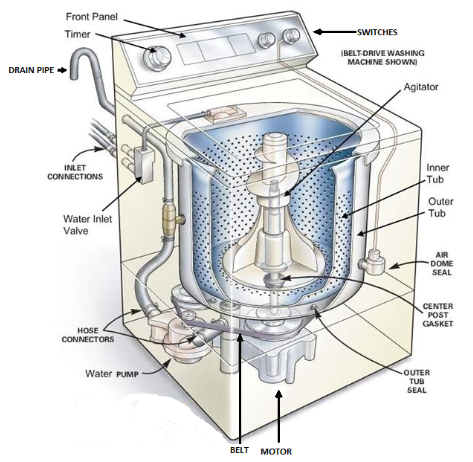 Front Panel
Timer
SWITCHES
(BELT-DRIVE WASHING
MACHINE SHOWN)
DRAIN PIPE
Agitator
INLET
CONNECTIONS
Inner
Tub
Outer
Tub
Water Inlet
Valve
AIR
DOME
SEAL
CENTER
POST
GASKET
HOSE
CONNECTORS
Water PUMP
OUTER
TUB
SEAL
BELT
MOTOR